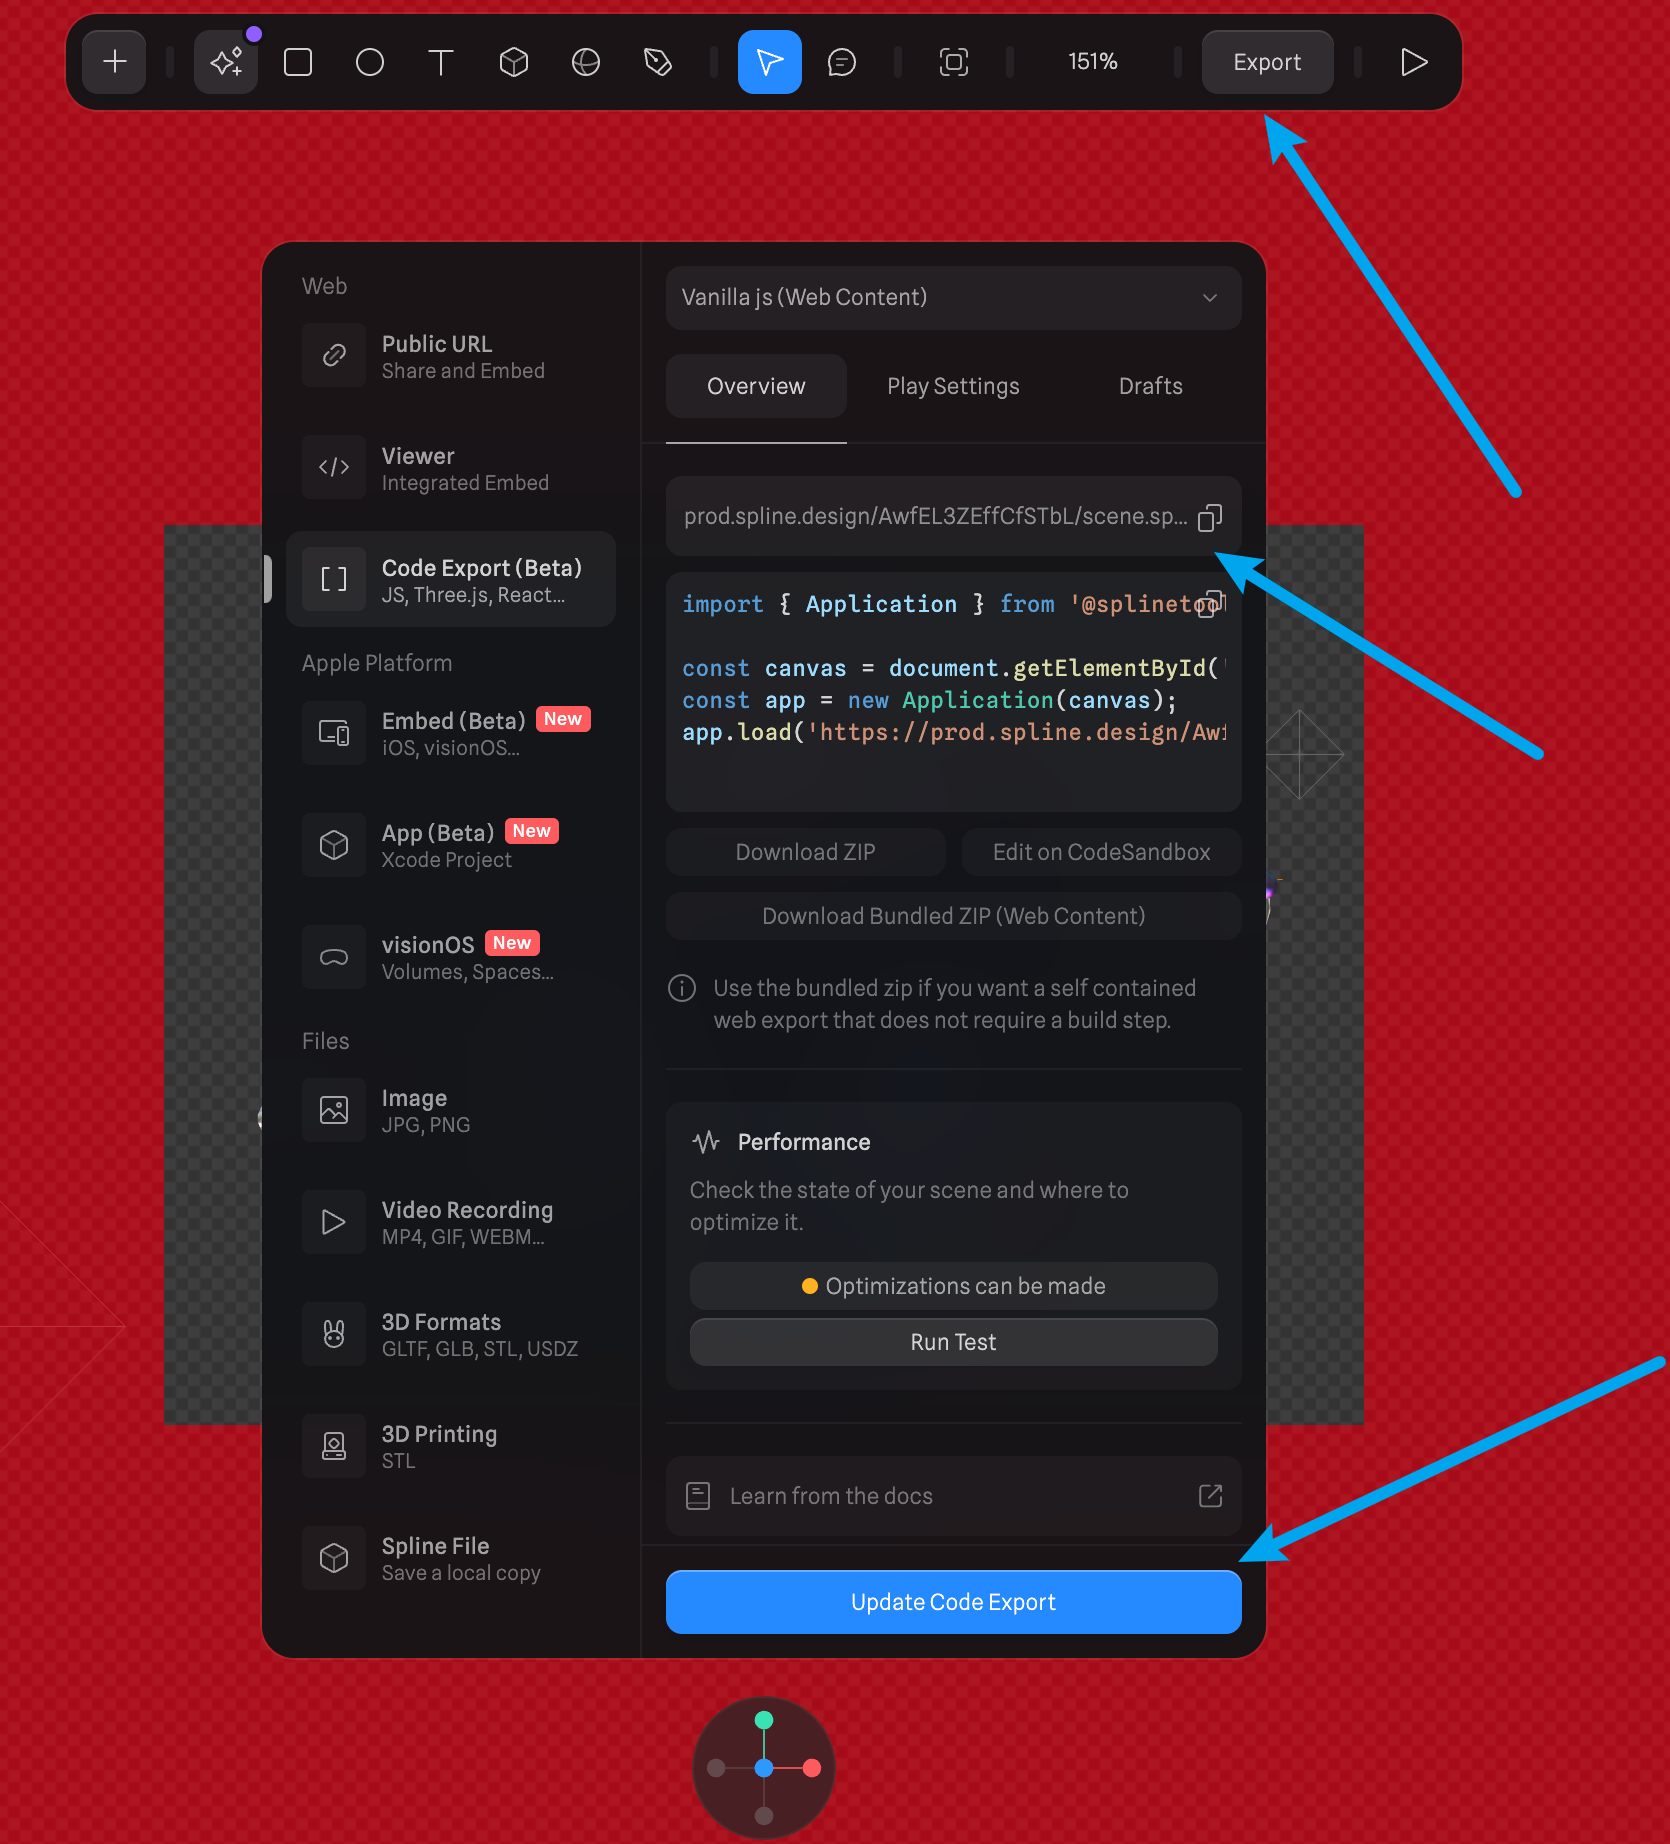 151%
Export
Web
Public URL
Share and Embed
Viewer
Integrated Embed
Code Export (Beta)
JS, Three.js, React...
Apple Platform
Embed (Beta) New
iOS, visionOS...
App (Beta) New
Xcode Project
visionOS New
Volumes, Spaces...
Files
Image
JPG, PNG
Video Recording
MP4, GIF, WEBM...
3D Formats
GLTF, GLB, STL, USDZ
3D Printing
STL
Spline File
Save a local copy
Vanilla js (Web Content)
Overview
Play Settings
Drafts
prod.spline.design/AwfEL3ZEffCfSTbL/scene.sp...
import { Application } from '@splinetool
const canvas = document.getElementById('
const app = new Application(canvas);
app.load('https://prod.spline.design/Awf
Download ZIP
Edit on CodeSandbox
Download Bundled ZIP (Web Content)
Use the bundled zip if you want a self contained
web export that does not require a build step.
Performance
Check the state of your scene and where to
optimize it.
Optimizations can be made
Run Test
Learn from the docs
Update Code Export